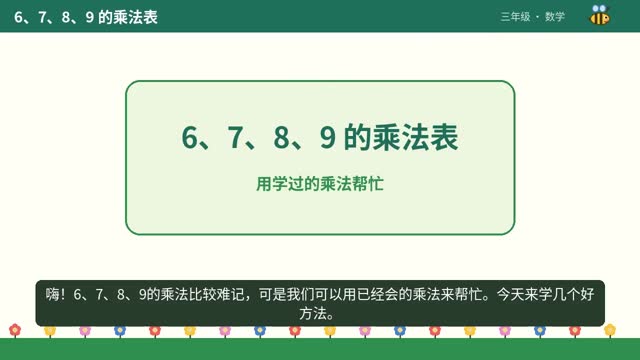 6、7、8、9 的乘法表
三年级 · 数学
6、7、8、9 的乘法表
用学过的乘法帮忙
嗨！6、7、8、9的乘法比较难记，可是我们可以用已经会的乘法来帮忙。今天来学几个好
方法。